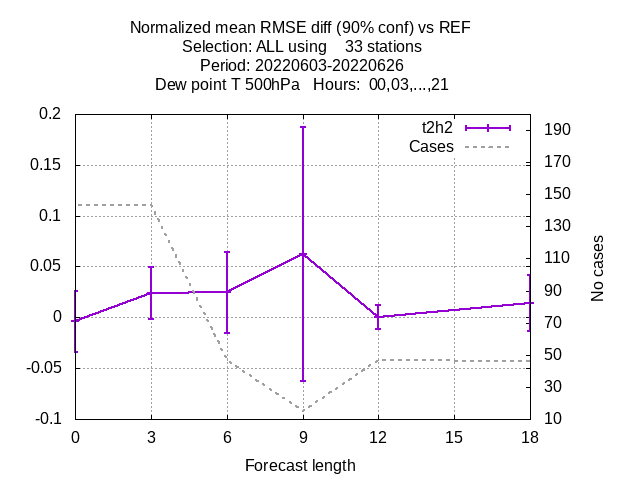 Normalized mean RMSE diff (90% conf) vs REF
Selection: ALL using    33 stations
Period: 20220603-20220626
Dew point T 500hPa   Hours:  00,03,...,21
t2h2
Cases
0.2
0.15
0.1
0.05
0
-0.05
-0.1
190
170
150
130
110
90
70
50
30
10
No cases
0 3 6 9 12 15 18
Forecast length